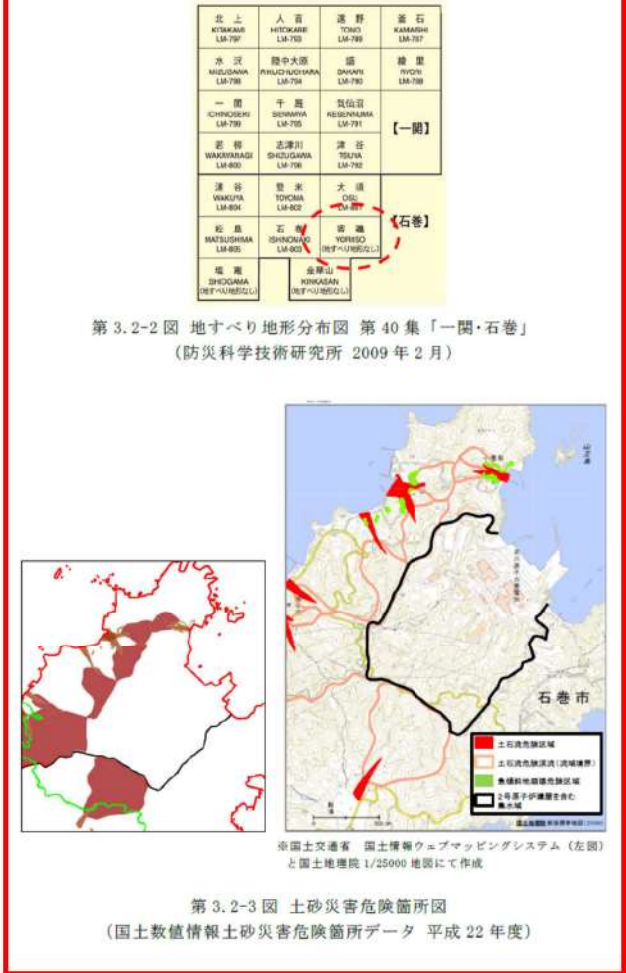 北上 人首 遠野 釜石
KITAKAMI HITOKABE TONO KAMAISHI
LM-797 LM-793 LM-789 LM-787
水沢 陸中大原 盛 綾里
MIZUSAWA RIKUCHUOHARA SAKARI RYORI
LM-798 LM-794 LM-790 LM-788
一関 千厩 気仙沼
ICHINOSEKI SENMAYA KESENNUMA
LM-799 LM-795 LM-791
【一関】
若柳 志津川 津谷
WAKAYANAGI SHIZUGAWA TSUYA
LM-800 LM-796 LM-792
涌谷 登米 大須
WAKUYA TOYOMA OSU
LM-804 LM-802
【石巻】
松島 石巻 寄磯
MATSUSHIMA ISHINOMAKI YORIISO
LM-805 LM-803 (地すべり地形なし)
塩竈 金華山
SHIOGAMA KINKASAN
(地すべり地形なし) (地すべり地形なし)
第 3.2-2 図 地すべり地形分布図 第 40 集「一関・石巻」
(防災科学技術研究所 2009 年 2 月)
石巻市
土石流危険区域
土石流危険渓流(流域境界)
急傾斜地崩壊危険区域
2号原子炉建屋を含む
集水域
※国土交通省 国土情報ウェブマッピングシステム(左図)
と国土地理院 1/25000 地図にて作成
第 3.2-3 図 土砂災害危険箇所図
(国土数値情報土砂災害危険箇所データ 平成 22 年度)